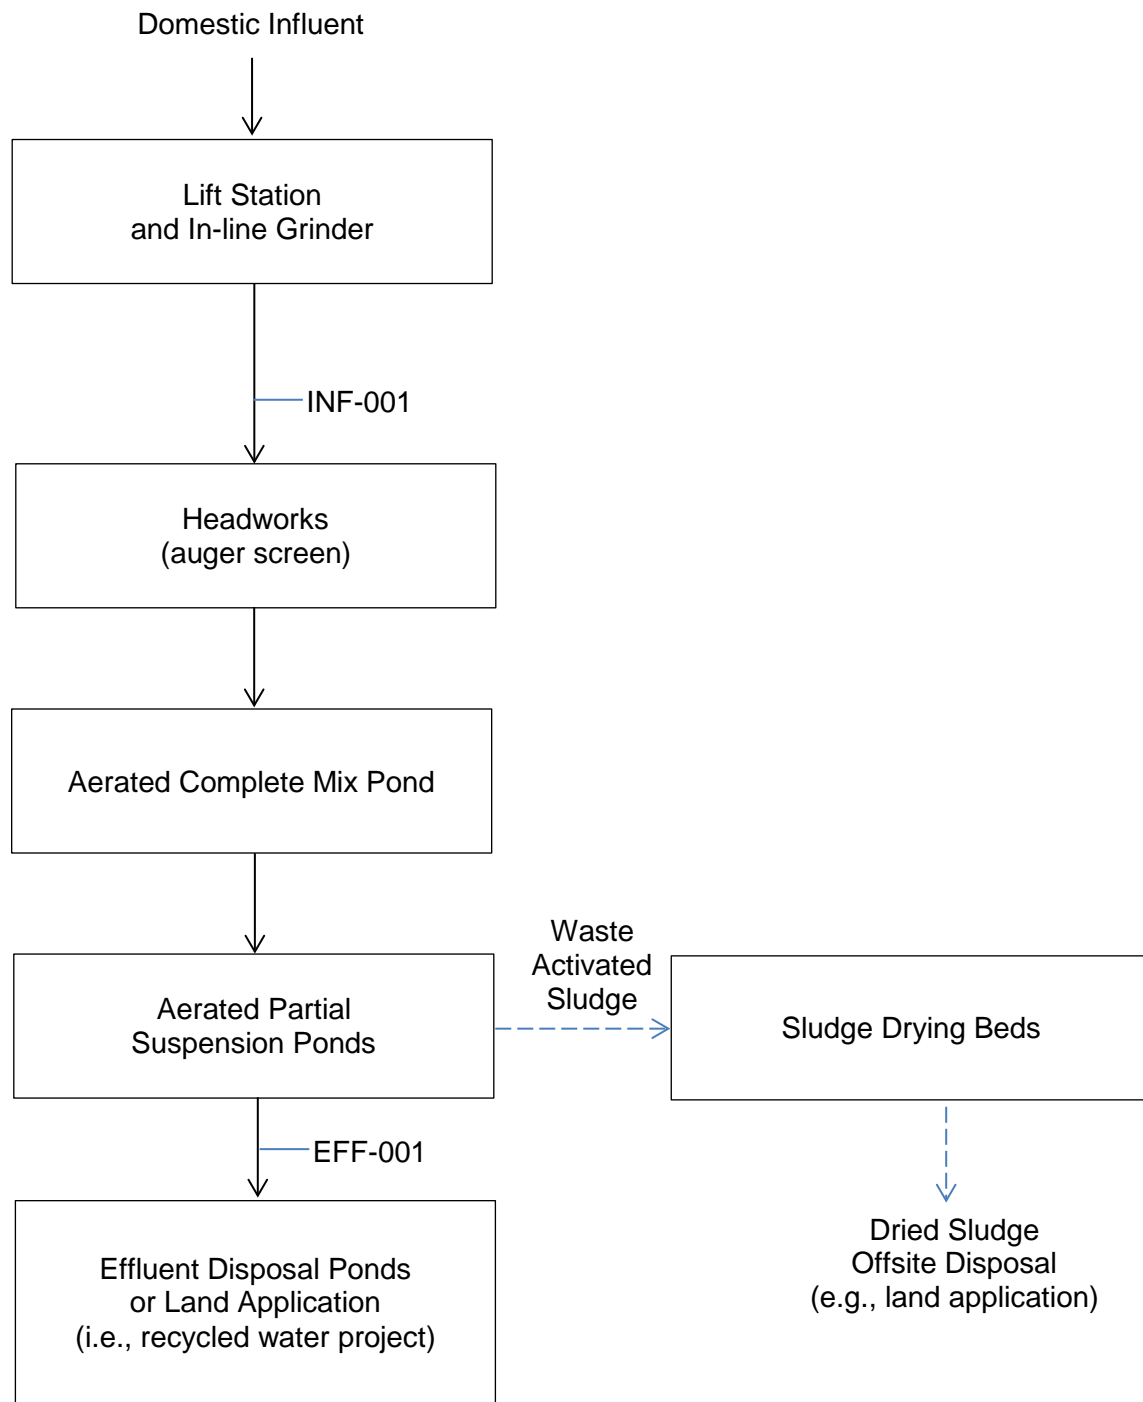 Domestic Influent
Lift Station
and In-line Grinder
INF-001
Headworks
(auger screen)
Aerated Complete Mix Pond
Aerated Partial
Suspension Ponds
Waste
Activated
Sludge
Sludge Drying Beds
EFF-001
Effluent Disposal Ponds
or Land Application
(i.e., recycled water project)
Dried Sludge
Offsite Disposal
(e.g., land application)